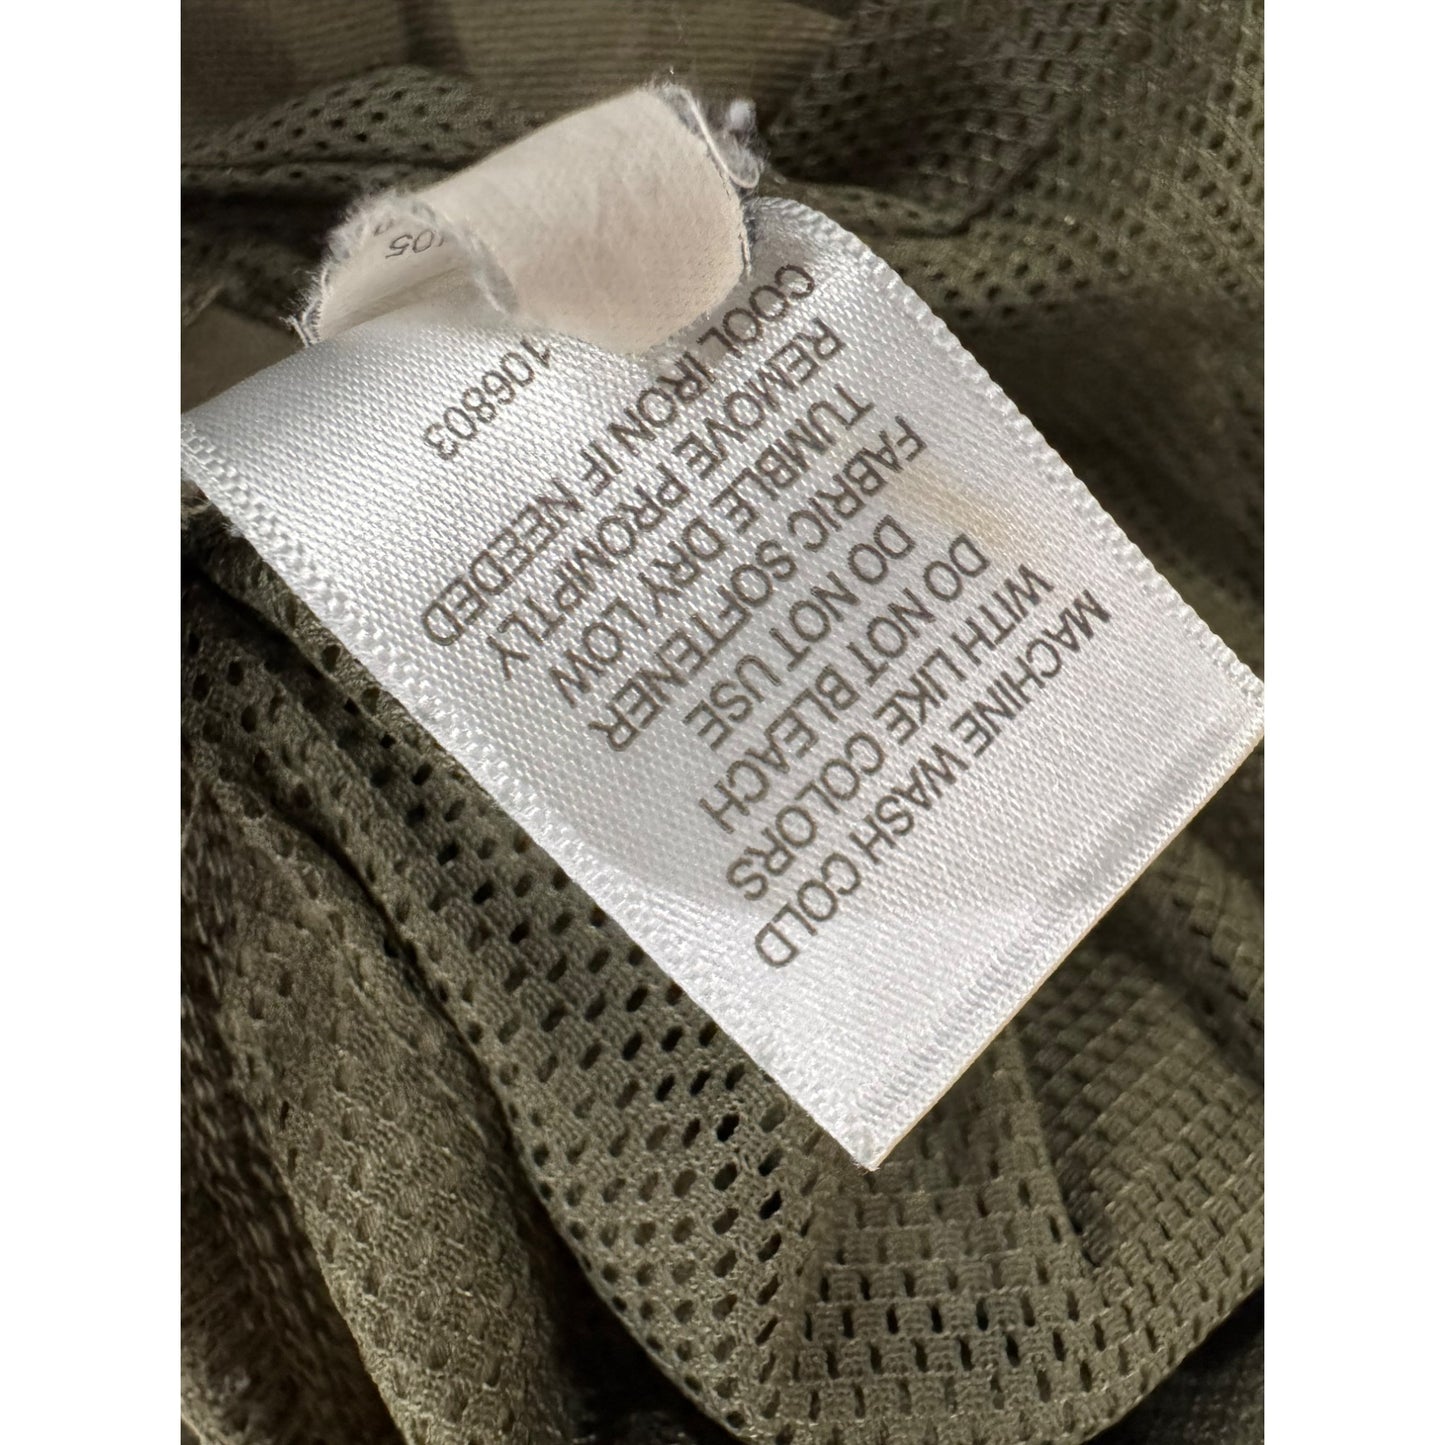 MACHINE WASH COLD
WITH LIKE COLORS
DO NOT BLEACH
DO NOT USE
FABRIC SOFTENER
TUMBLE DRY LOW
REMOVE PROMPTLY
COOL IRON IF NEEDED
106803